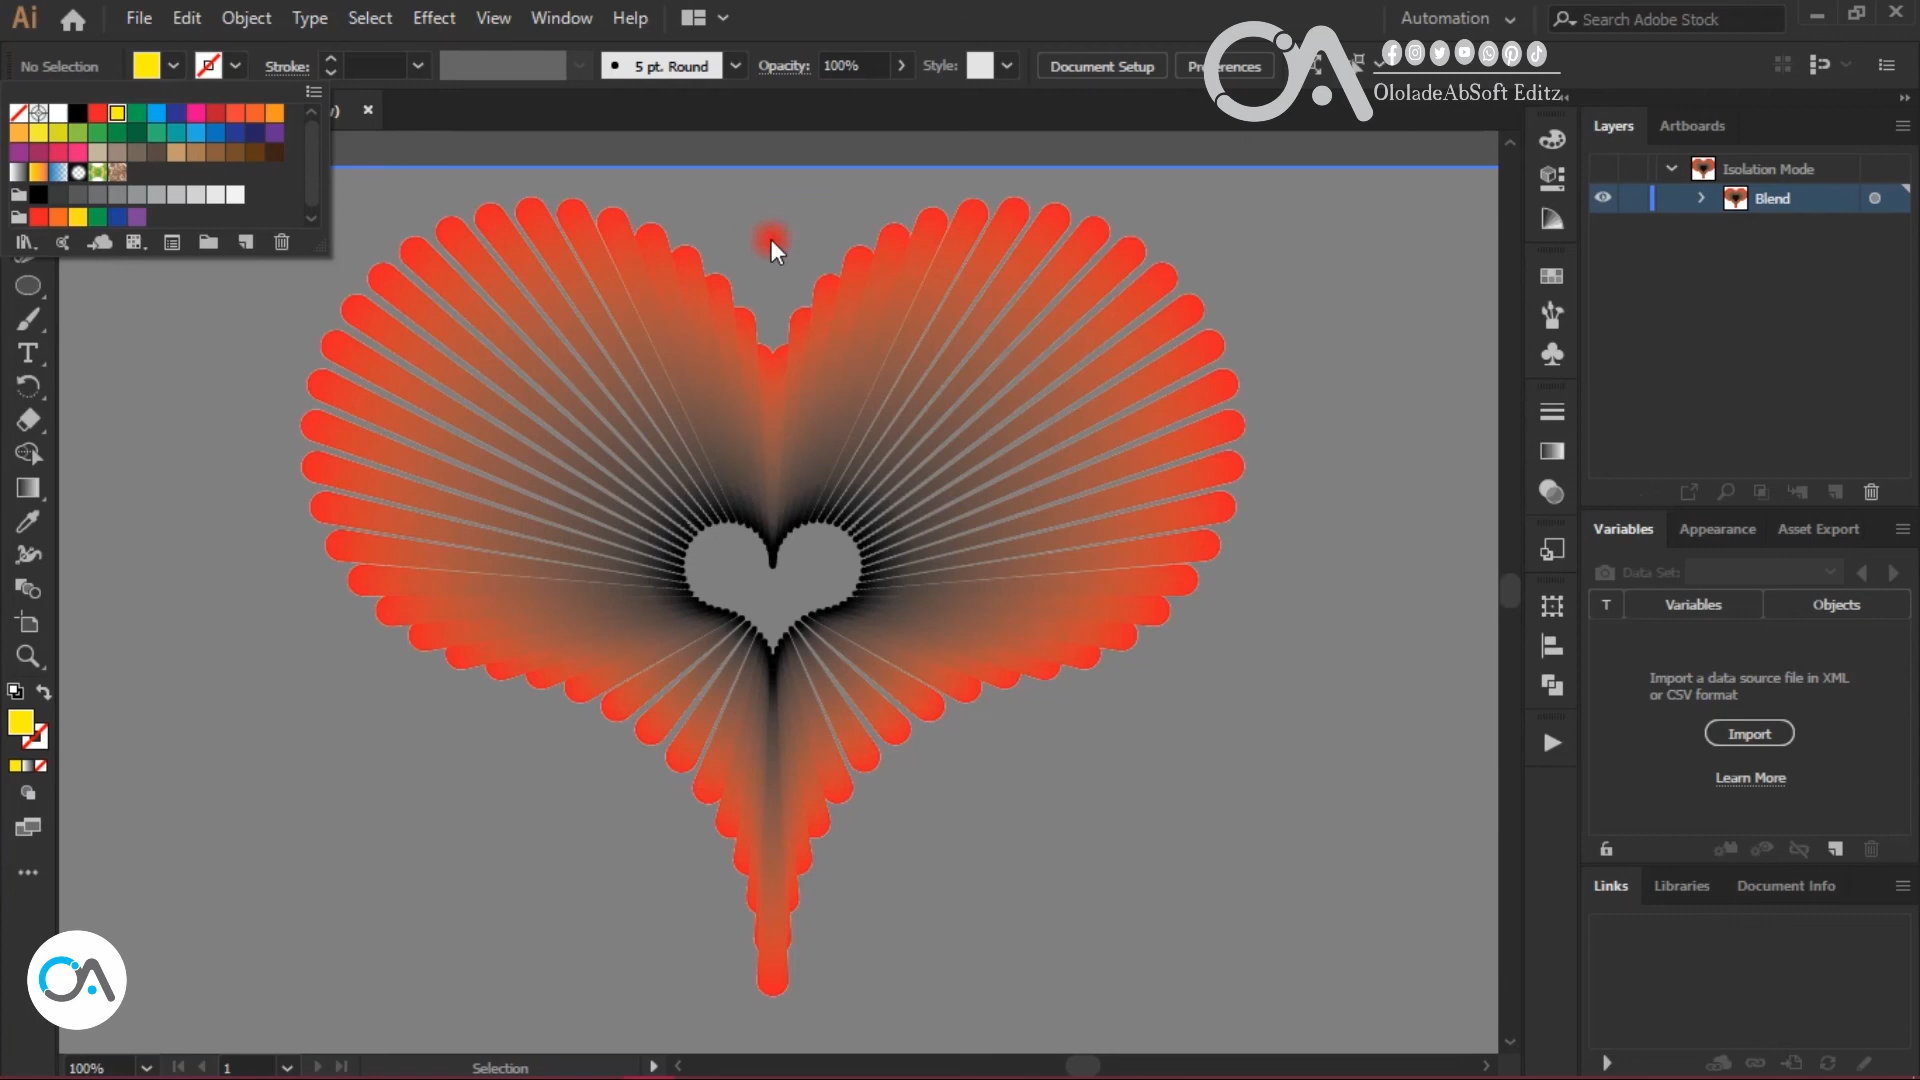 Ai File Edit Object Type Select Effect View Window Help Automation Search Adobe Stock
No Selection Stroke: 5 pt. Round Opacity: 100% Style: Document Setup Preferences
OA
OloladeAbSoft Editz
Layers Artboards
Isolation Mode
Blend
Variables Appearance Asset Export
Data Set:
T Variables Objects
Import a data source file in XML
or CSV format
Import
Learn More
Links Libraries Document Info
OA
100% 1 Selection